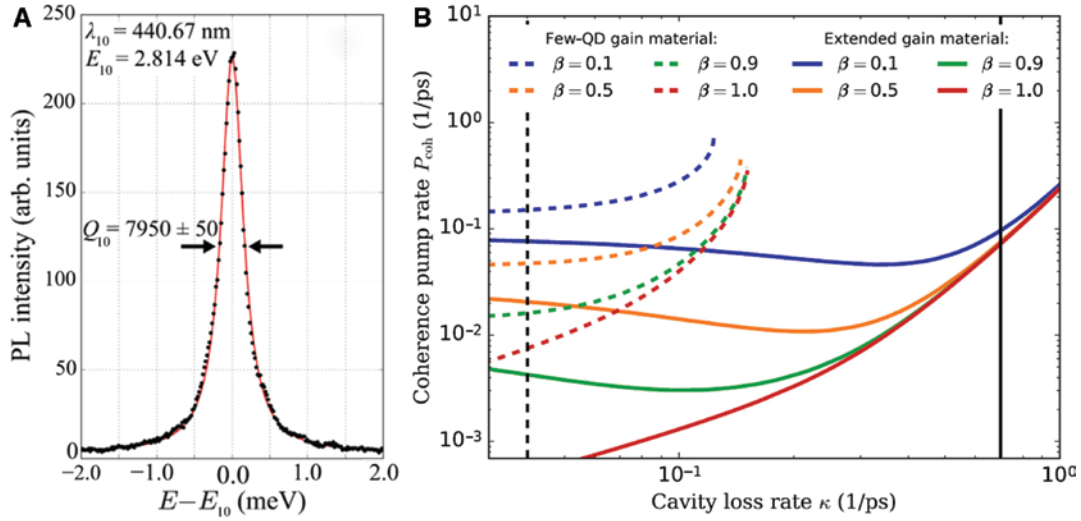 A
λ₁₀ = 440.67 nm
E₁₀ = 2.814 eV
Q₁₀ = 7950 ± 50
PL intensity (arb. units)
250
200
150
100
50
0
−2.0 −1.0 0.0 1.0 2.0
E−E₁₀ (meV)
B
Few-QD gain material: Extended gain material:
β = 0.1 β = 0.9 β = 0.1 β = 0.9
β = 0.5 β = 1.0 β = 0.5 β = 1.0
Coherence pump rate P_coh (1/ps)
10¹
10⁰
10⁻¹
10⁻²
10⁻³
10⁻¹ 10⁰
Cavity loss rate κ (1/ps)